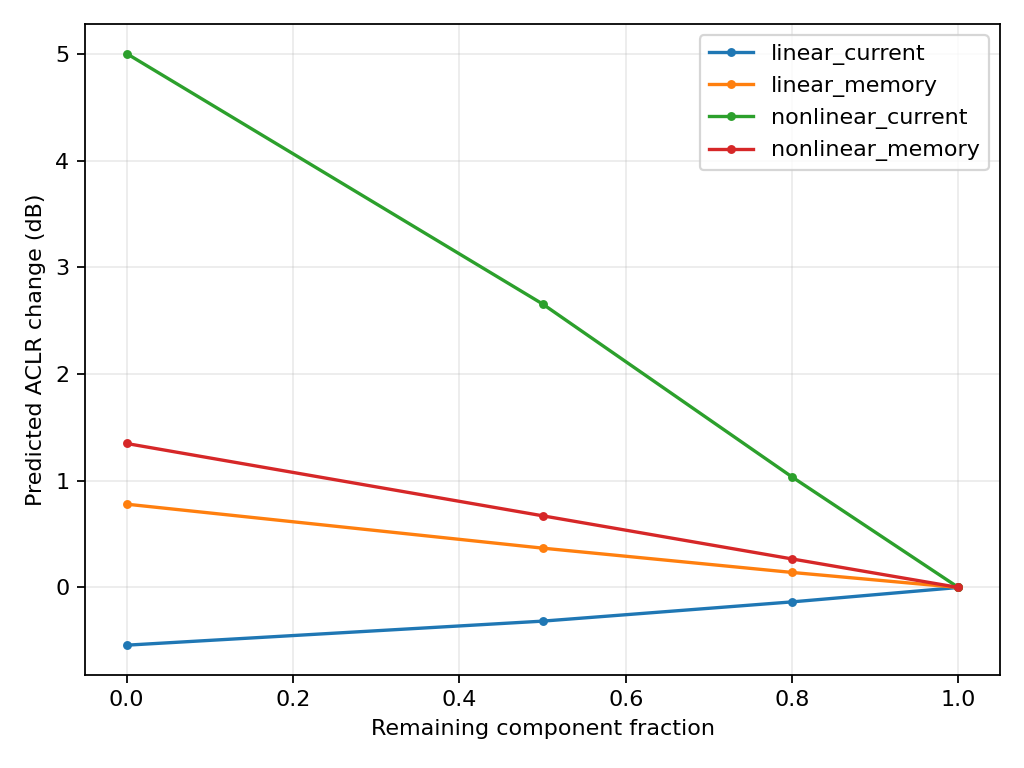 5
4
3
2
1
0
0.0 0.2 0.4 0.6 0.8 1.0
Predicted ACLR change (dB)
Remaining component fraction
linear_current
linear_memory
nonlinear_current
nonlinear_memory